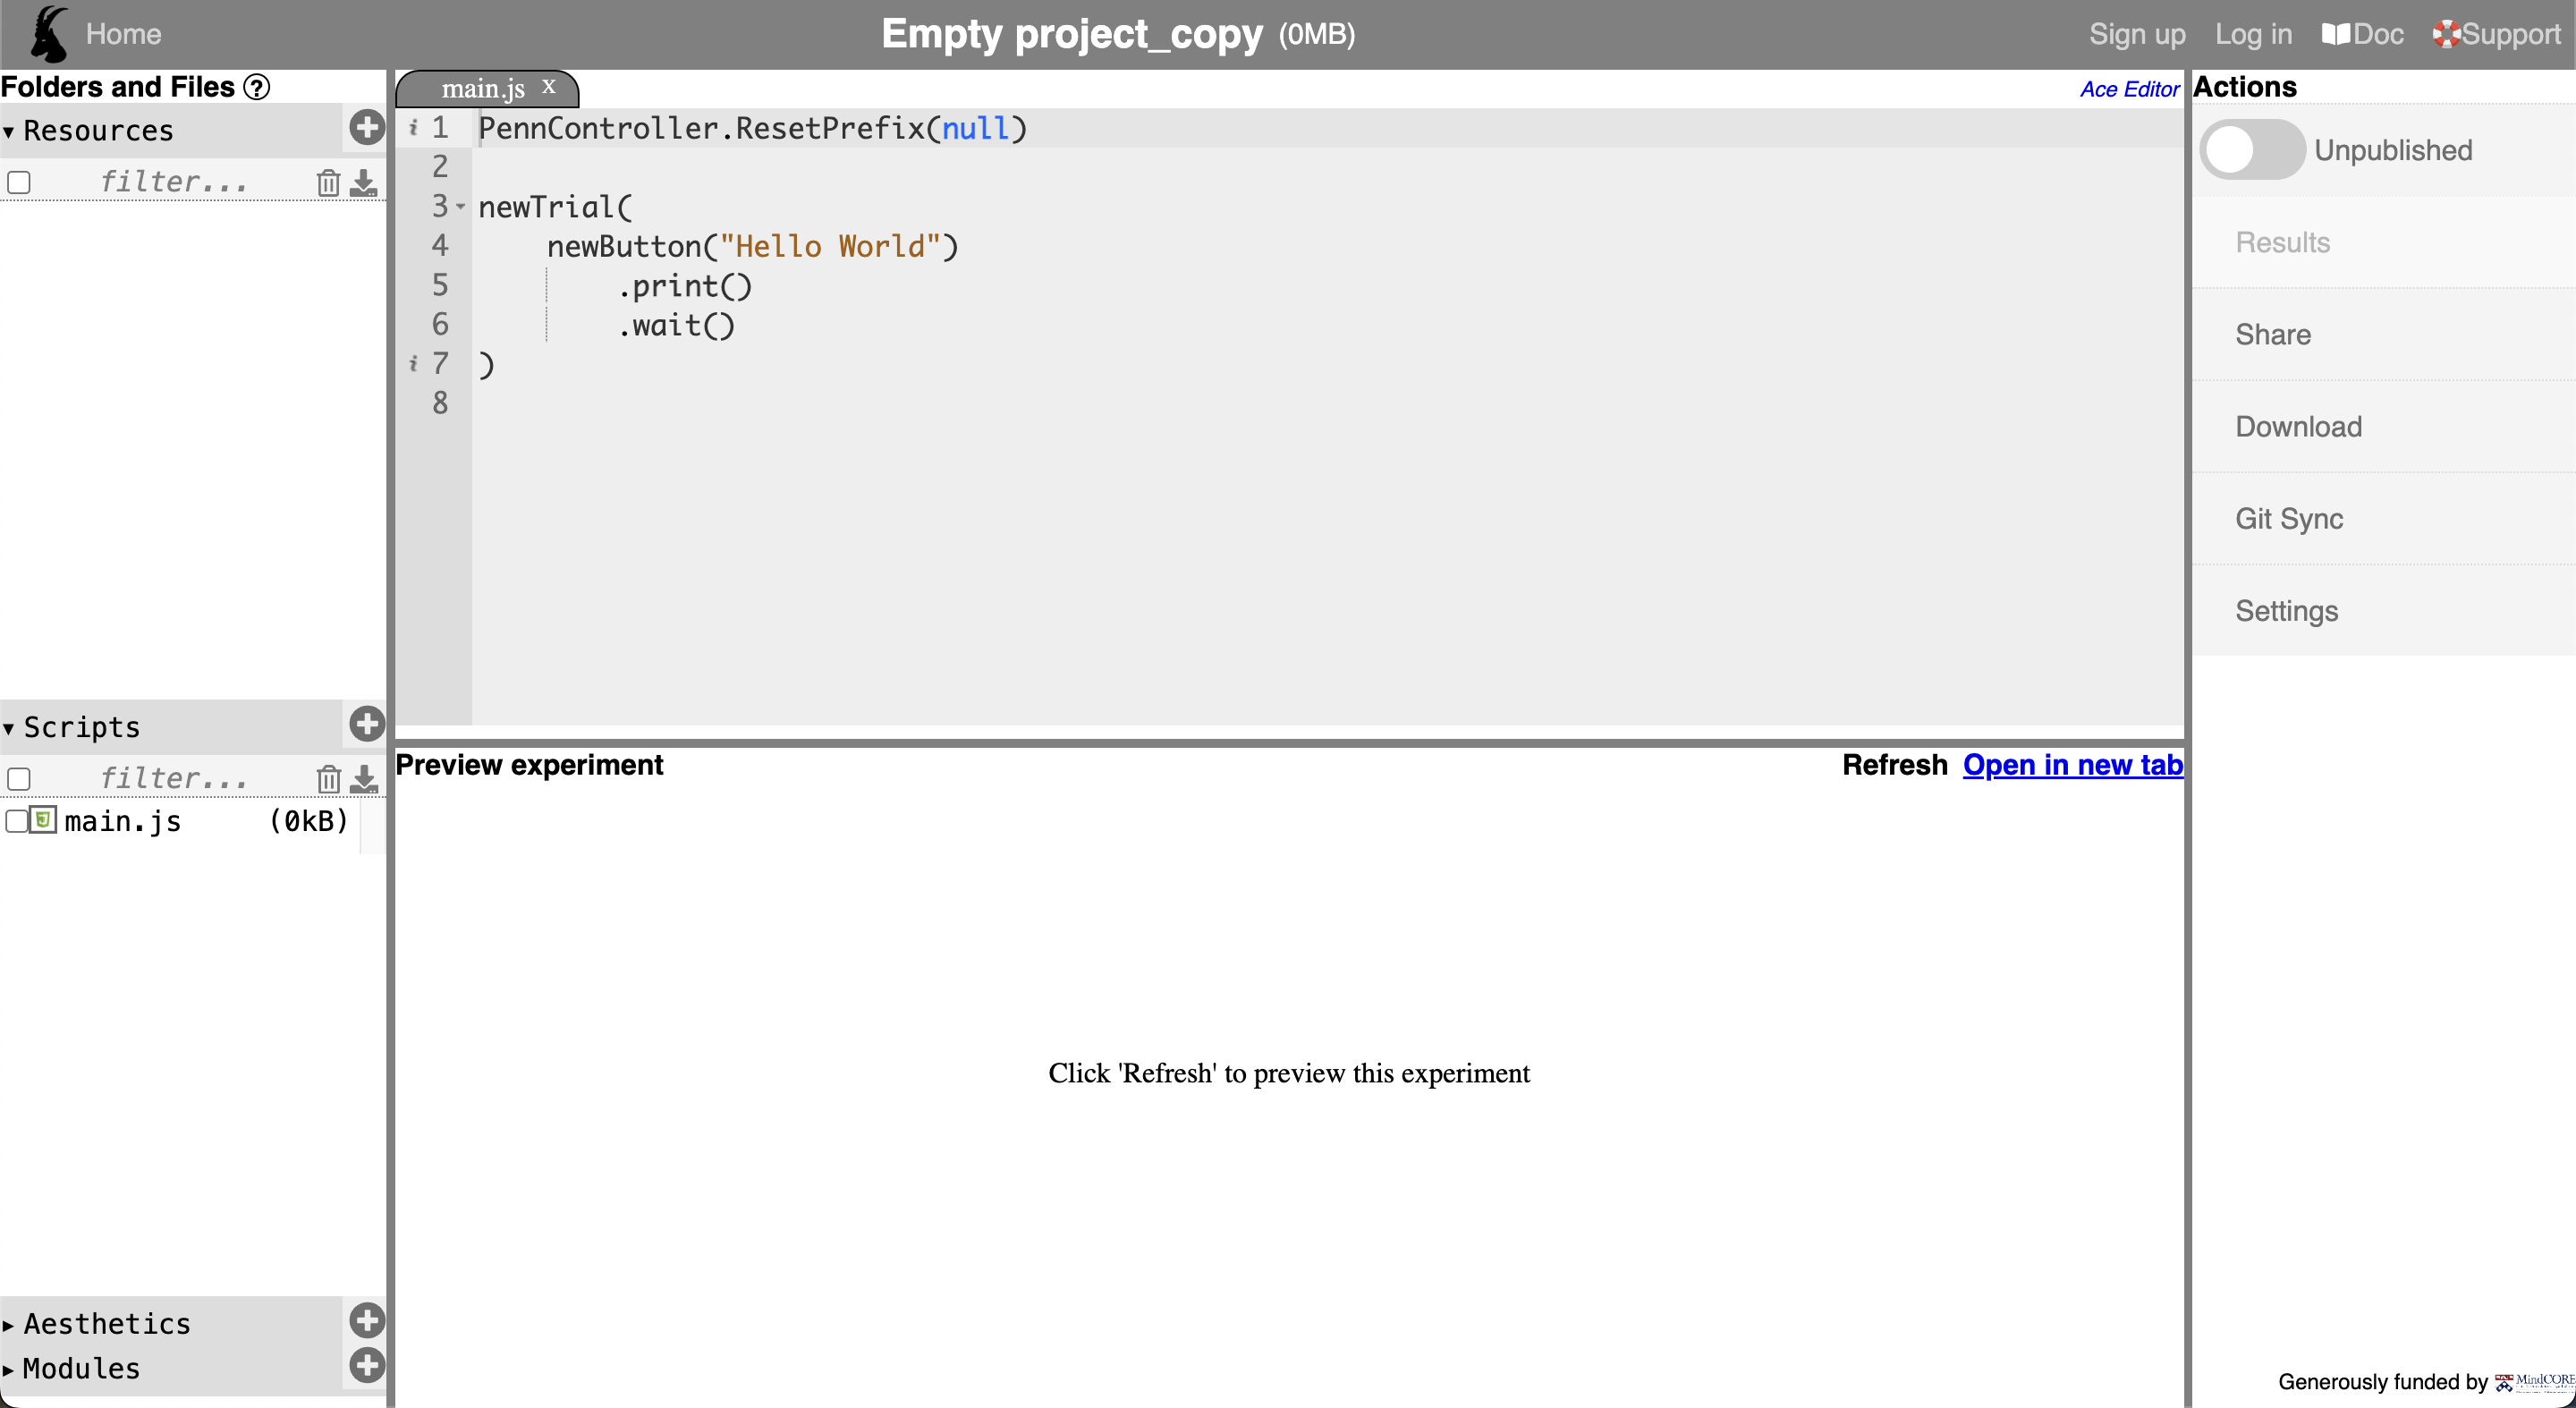 Home
Empty project_copy (0MB)
Sign up Log in Doc Support
Folders and Files ?
Resources
filter...
Scripts
filter...
main.js (0kB)
Aesthetics
Modules
main.js x
Ace Editor
1 PennController.ResetPrefix(null)
2
3 newTrial(
4 newButton("Hello World")
5 .print()
6 .wait()
7 )
8
Preview experiment
Refresh Open in new tab
Click 'Refresh' to preview this experiment
Actions
Unpublished
Results
Share
Download
Git Sync
Settings
Generously funded by MindCORE